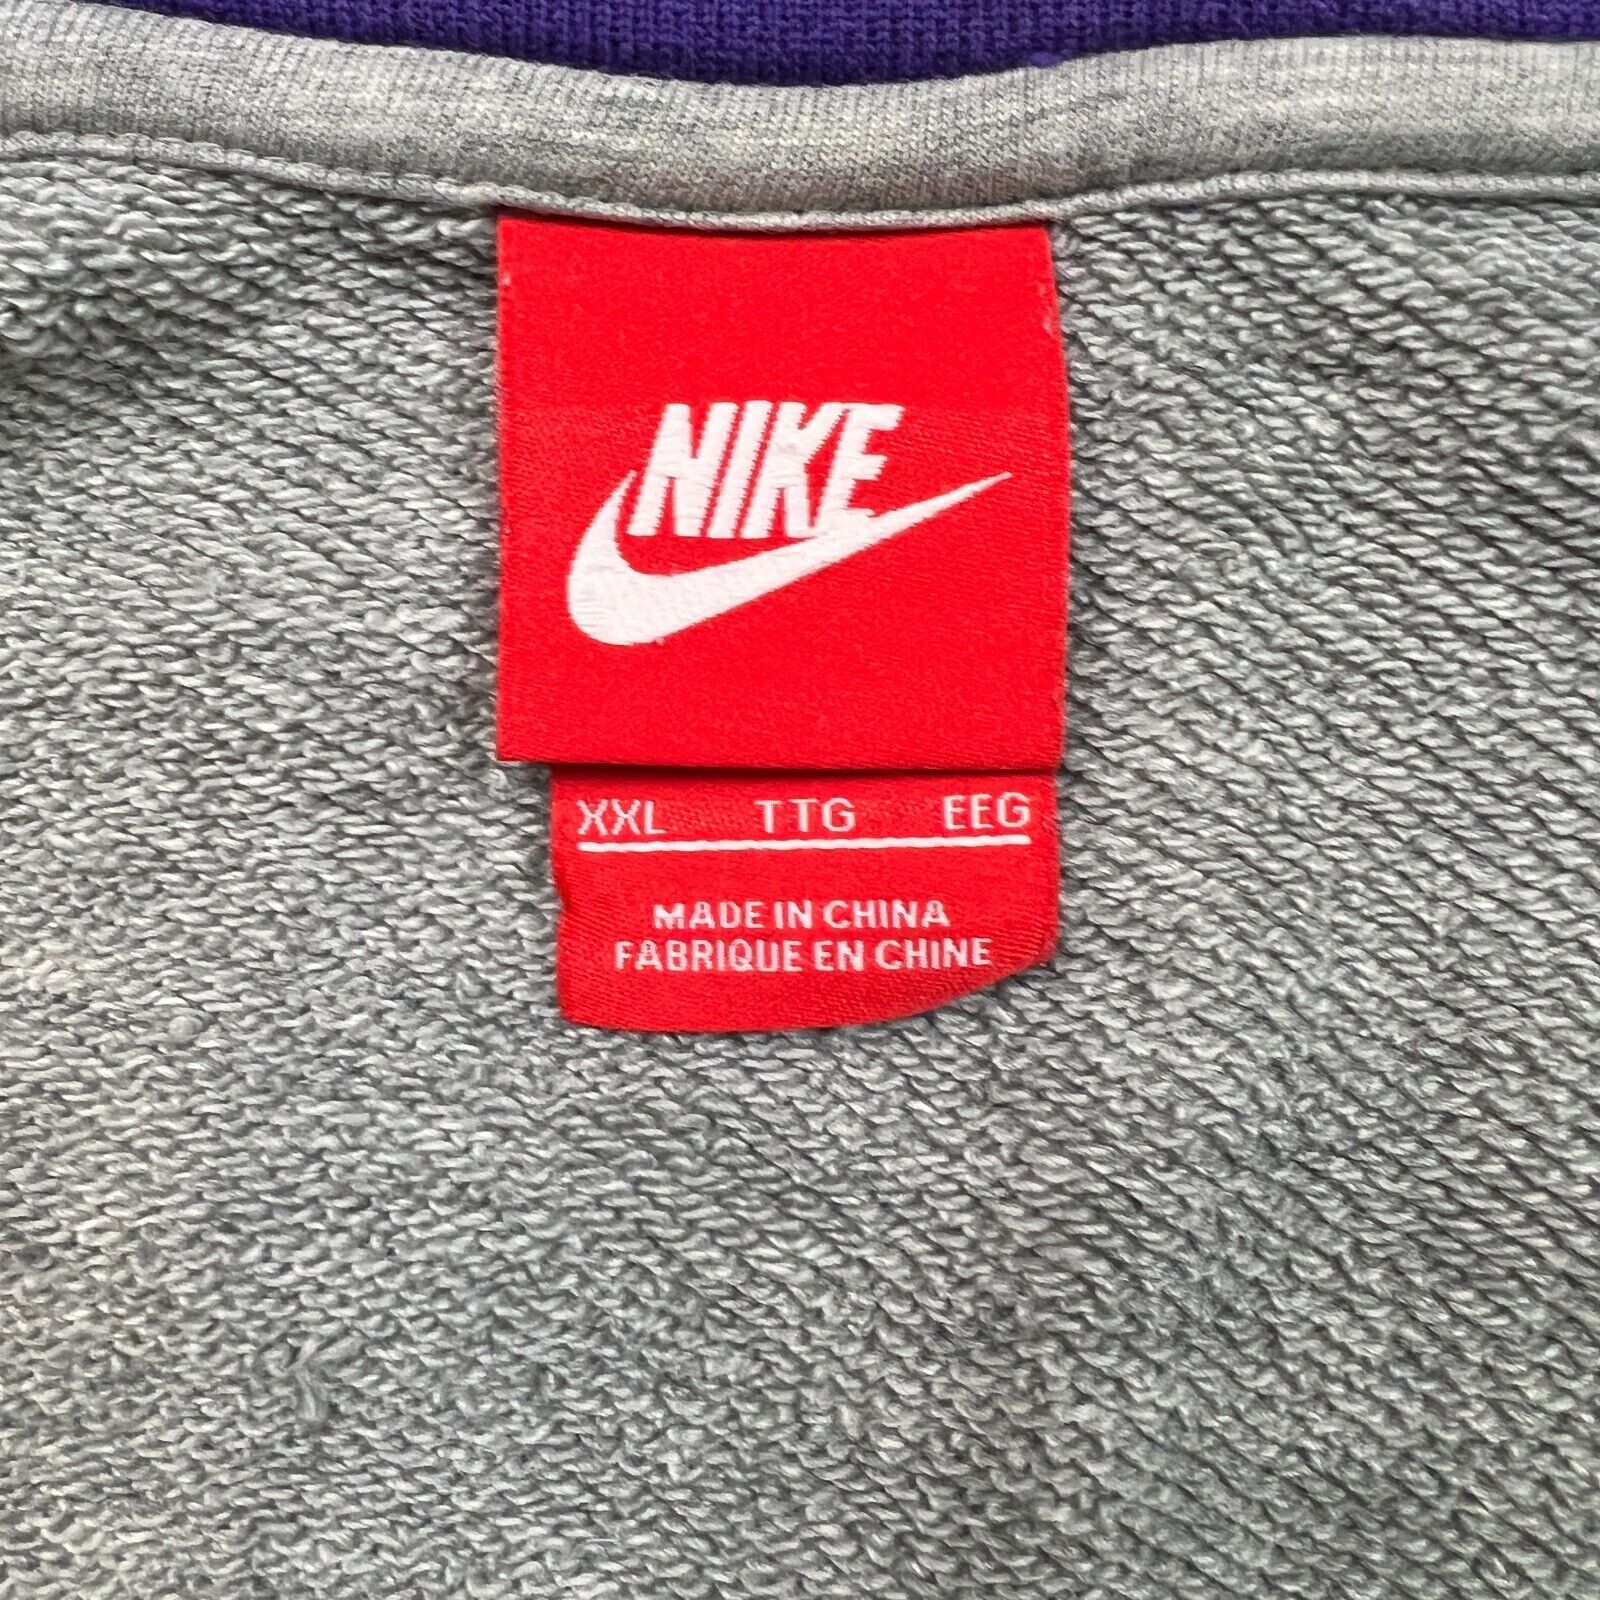 NIKE
XXL TTG EEG
MADE IN CHINA
FABRIQUE EN CHINE